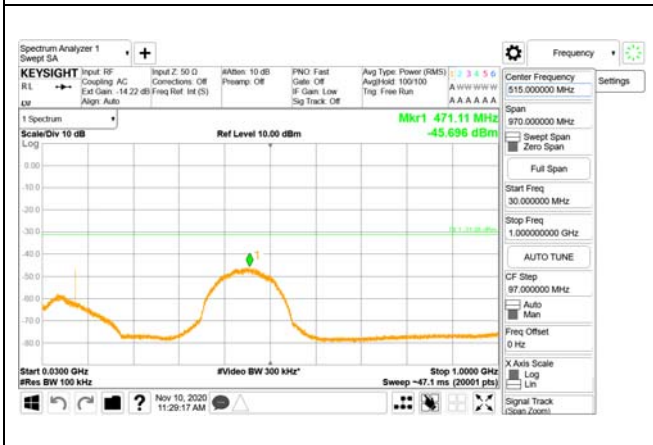 Spectrum Analyzer 1
Swept SA
Frequency
KEYSIGHT
RL
Input: RF
Coupling: AC
Ext Gain: -14.22 dB
Align: Auto
Input Z: 50 Ω
Corrections: Off
Freq Ref: Int (S)
#Atten: 10 dB
Preamp: Off
PNO: Fast
Gate: Off
IF Gain: Low
Sig Track: Off
Avg Type: Power (RMS)
Avg|Hold: 100/100
Trig: Free Run
1 2 3 4 5 6
A W W W W W
A A A A A A
1 Spectrum
Scale/Div 10 dB
Log
Ref Level 10.00 dBm
Mkr1 471.11 MHz
-45.696 dBm
0.00
-10.0
-20.0
-30.0
-40.0
-50.0
-60.0
-70.0
-80.0
1
Start 0.0300 GHz
#Res BW 100 kHz
#Video BW 300 kHz*
Stop 1.0000 GHz
Sweep ~47.1 ms (20001 pts)
Nov 10, 2020
11:29:17 AM
Center Frequency
515.000000 MHz
Settings
Span
970.000000 MHz
Swept Span
Zero Span
Full Span
Start Freq
30.000000 MHz
Stop Freq
1.000000000 GHz
AUTO TUNE
CF Step
97.000000 MHz
Auto
Man
Freq Offset
0 Hz
X Axis Scale
Log
Lin
Signal Track
(Span Zoom)